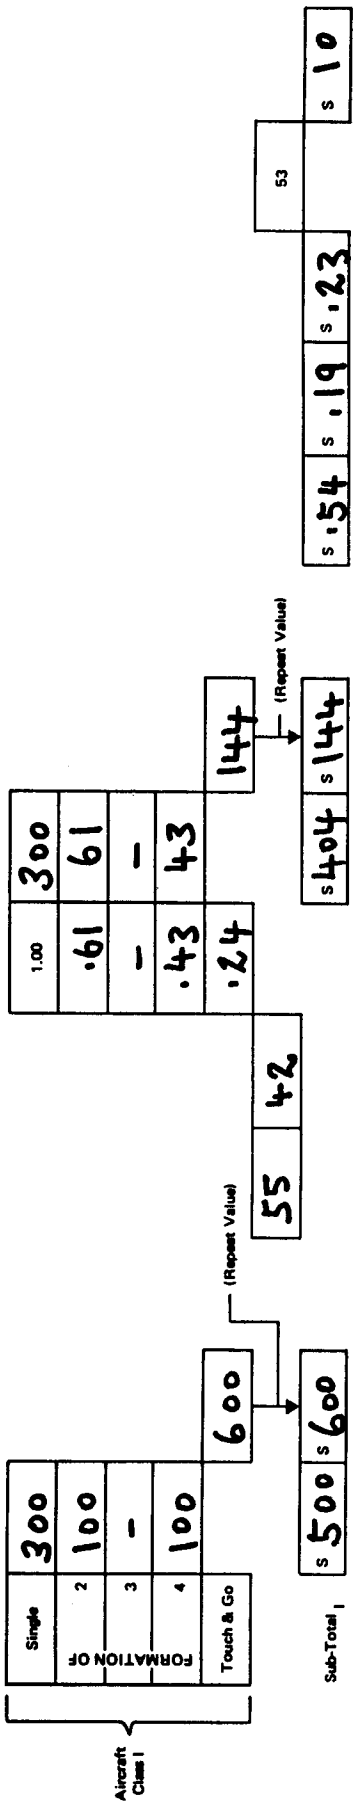 Aircraft Class I
Single 300 1.00 300
FORMATION OF
2 100 .61 61
3 - - -
4 100 .43 43
Touch & Go 600 .24 144
(Repeat Value) 55 42 (Repeat Value) 53
Sub-Total I s 500 s 600 s 404 s 144 s .54 s .19 s .23 s 10